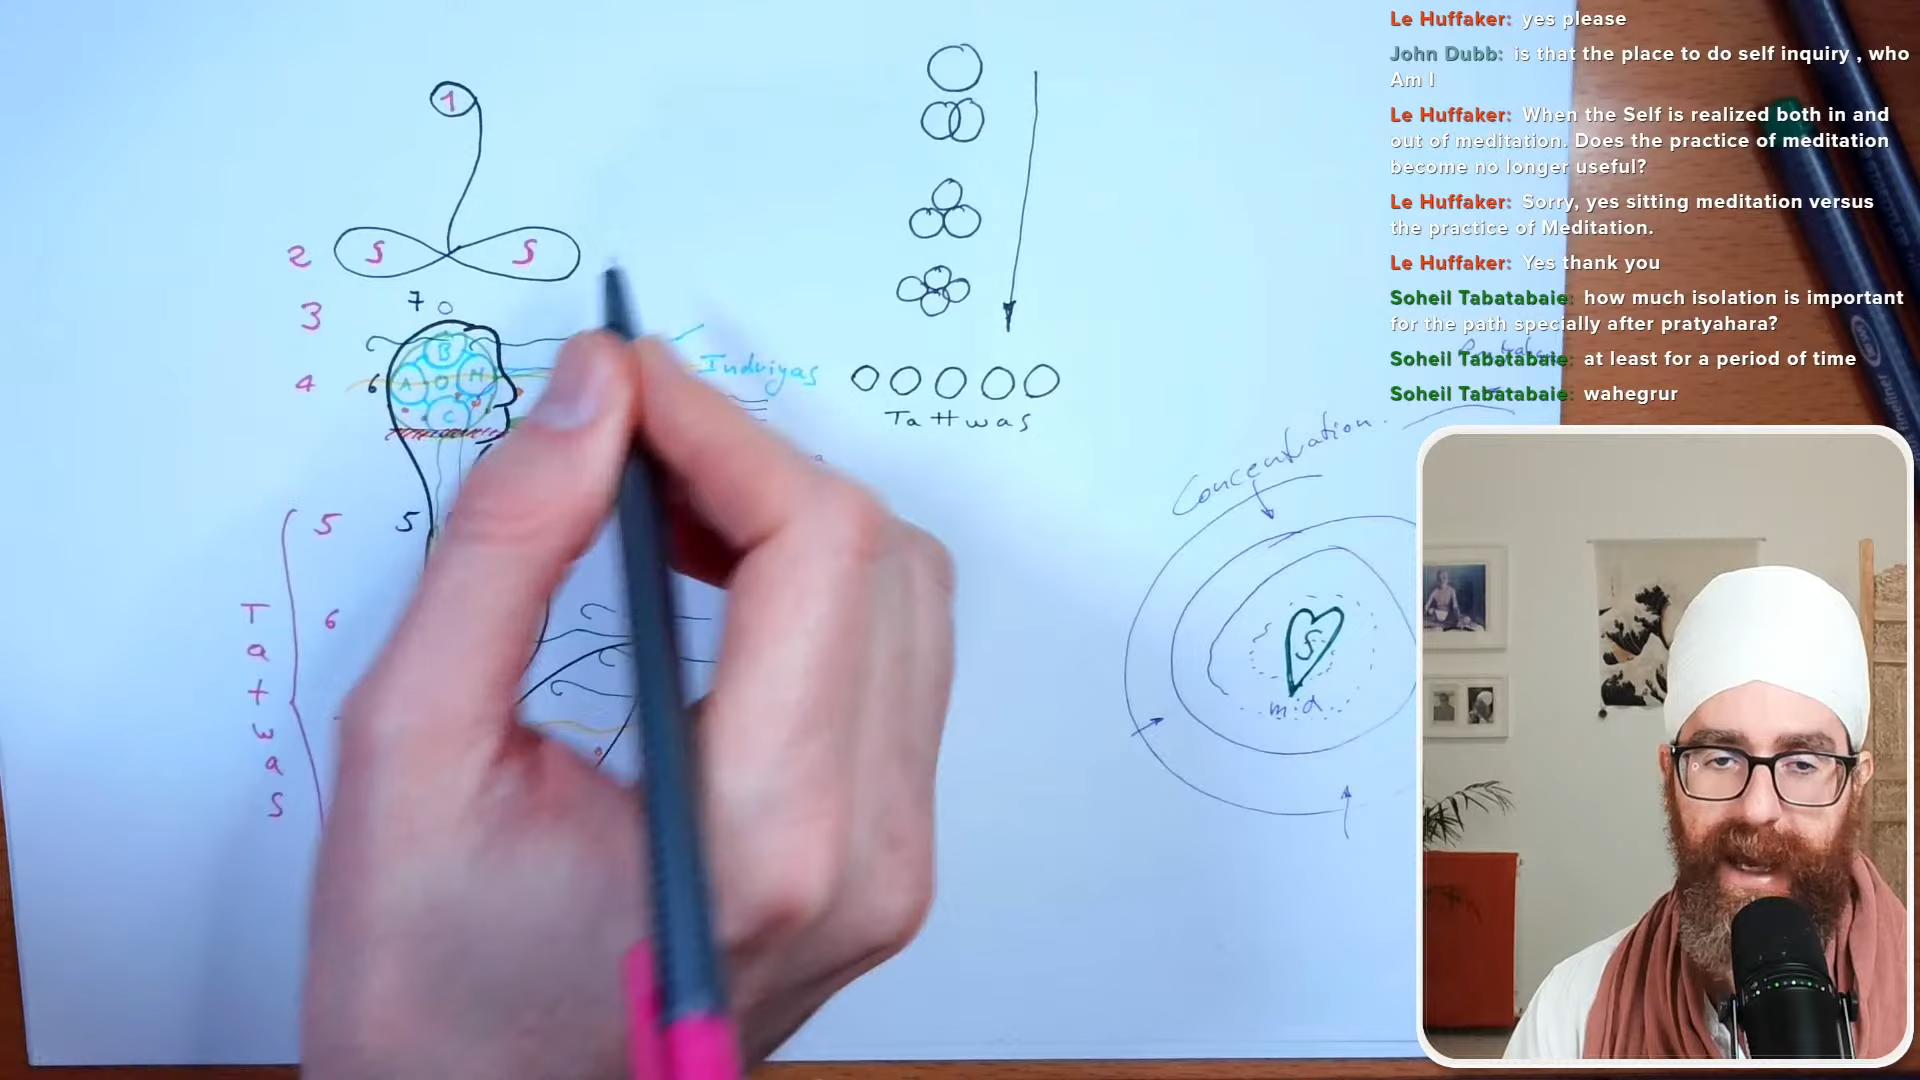 1
2 5 5
3 7
4 6 B A M C Indriyas
5 5
6
T
a
t
w
a
s
Tattwas
Concentration
S
m.d.
Le Huffaker: yes please
John Dubb: is that the place to do self inquiry , who
Am I
Le Huffaker: When the Self is realized both in and
out of meditation. Does the practice of meditation
become no longer useful?
Le Huffaker: Sorry, yes sitting meditation versus
the practice of Meditation.
Le Huffaker: Yes thank you
Soheil Tabatabaie: how much isolation is important
for the path specially after pratyahara?
Soheil Tabatabaie: at least for a period of time
Soheil Tabatabaie: wahegrur